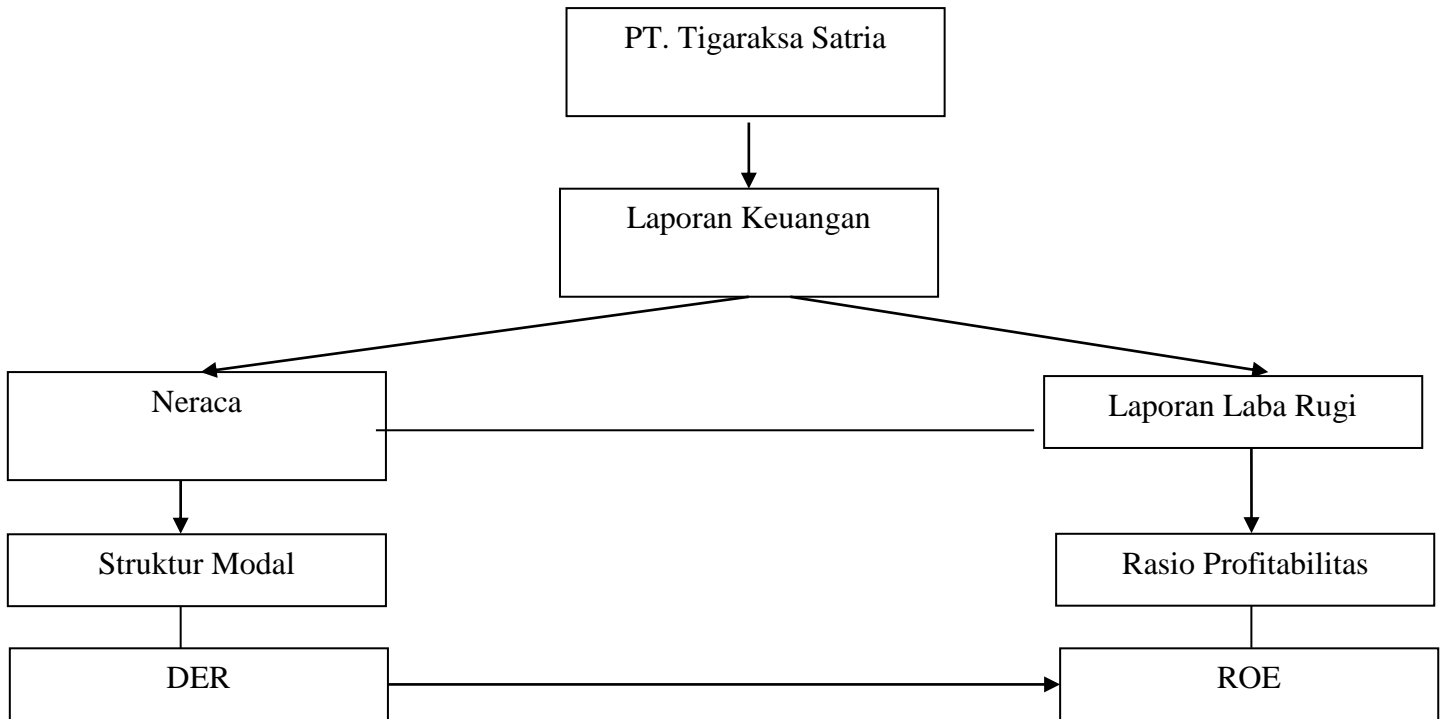 PT. Tigaraksa Satria
Laporan Keuangan
Neraca
Laporan Laba Rugi
Struktur Modal
Rasio Profitabilitas
DER
ROE